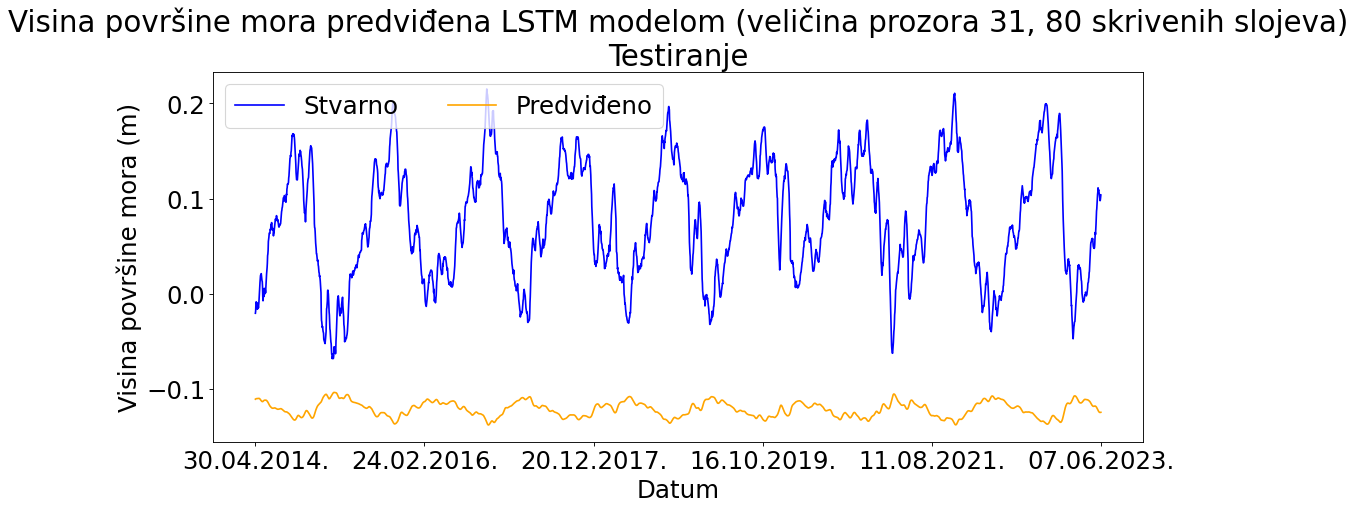 Visina površine mora predviđena LSTM modelom (veličina prozora 31, 80 skrivenih slojeva)
Testiranje
Stvarno Predviđeno
Visina površine mora (m)
0.2
0.1
0.0
−0.1
30.04.2014. 24.02.2016. 20.12.2017. 16.10.2019. 11.08.2021. 07.06.2023.
Datum